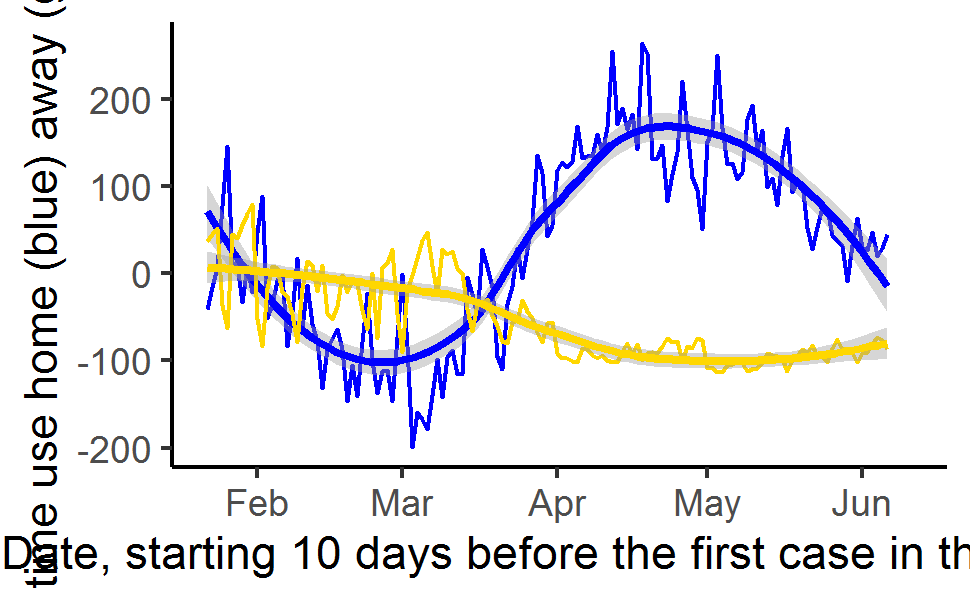 time use home (blue) away (
200
100
0
-100
-200
Feb Mar Apr May Jun
Date, starting 10 days before the first case in th